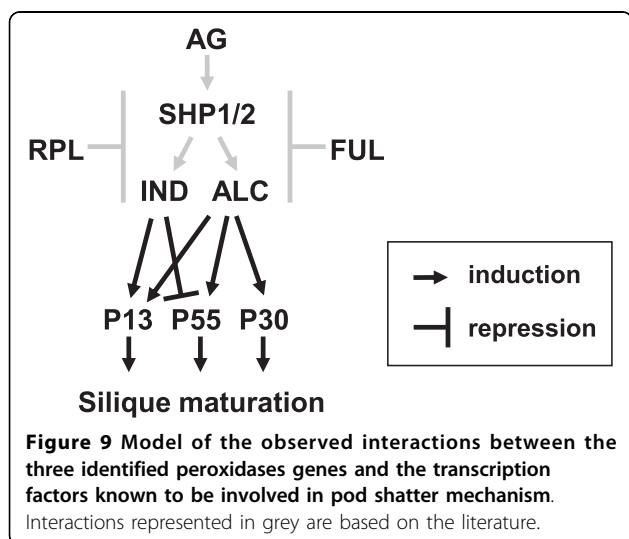 AG
SHP1/2
RPL
FUL
IND ALC
induction
repression
P13 P55 P30
Silique maturation
Figure 9 Model of the observed interactions between the
three identified peroxidases genes and the transcription
factors known to be involved in pod shatter mechanism.
Interactions represented in grey are based on the literature.